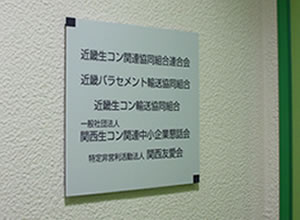 近畿生コン関連協同組合連合会
近畿バラセメント輸送協同組合
近畿生コン輸送協同組合
一般社団法人
関西生コン関連中小企業懇話会
特定非営利活動法人 関西友愛会